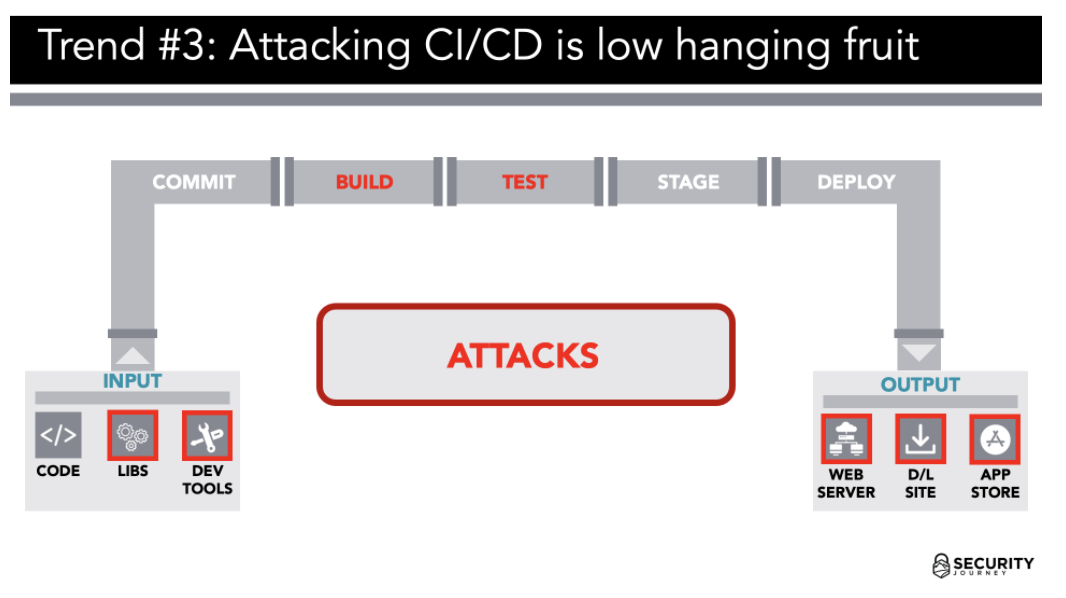 Trend #3: Attacking CI/CD is low hanging fruit
COMMIT
BUILD
TEST
STAGE
DEPLOY
ATTACKS
INPUT
</>
CODE
LIBS
DEV
TOOLS
OUTPUT
WEB
SERVER
D/L
SITE
APP
STORE
SECURITY
JOURNEY